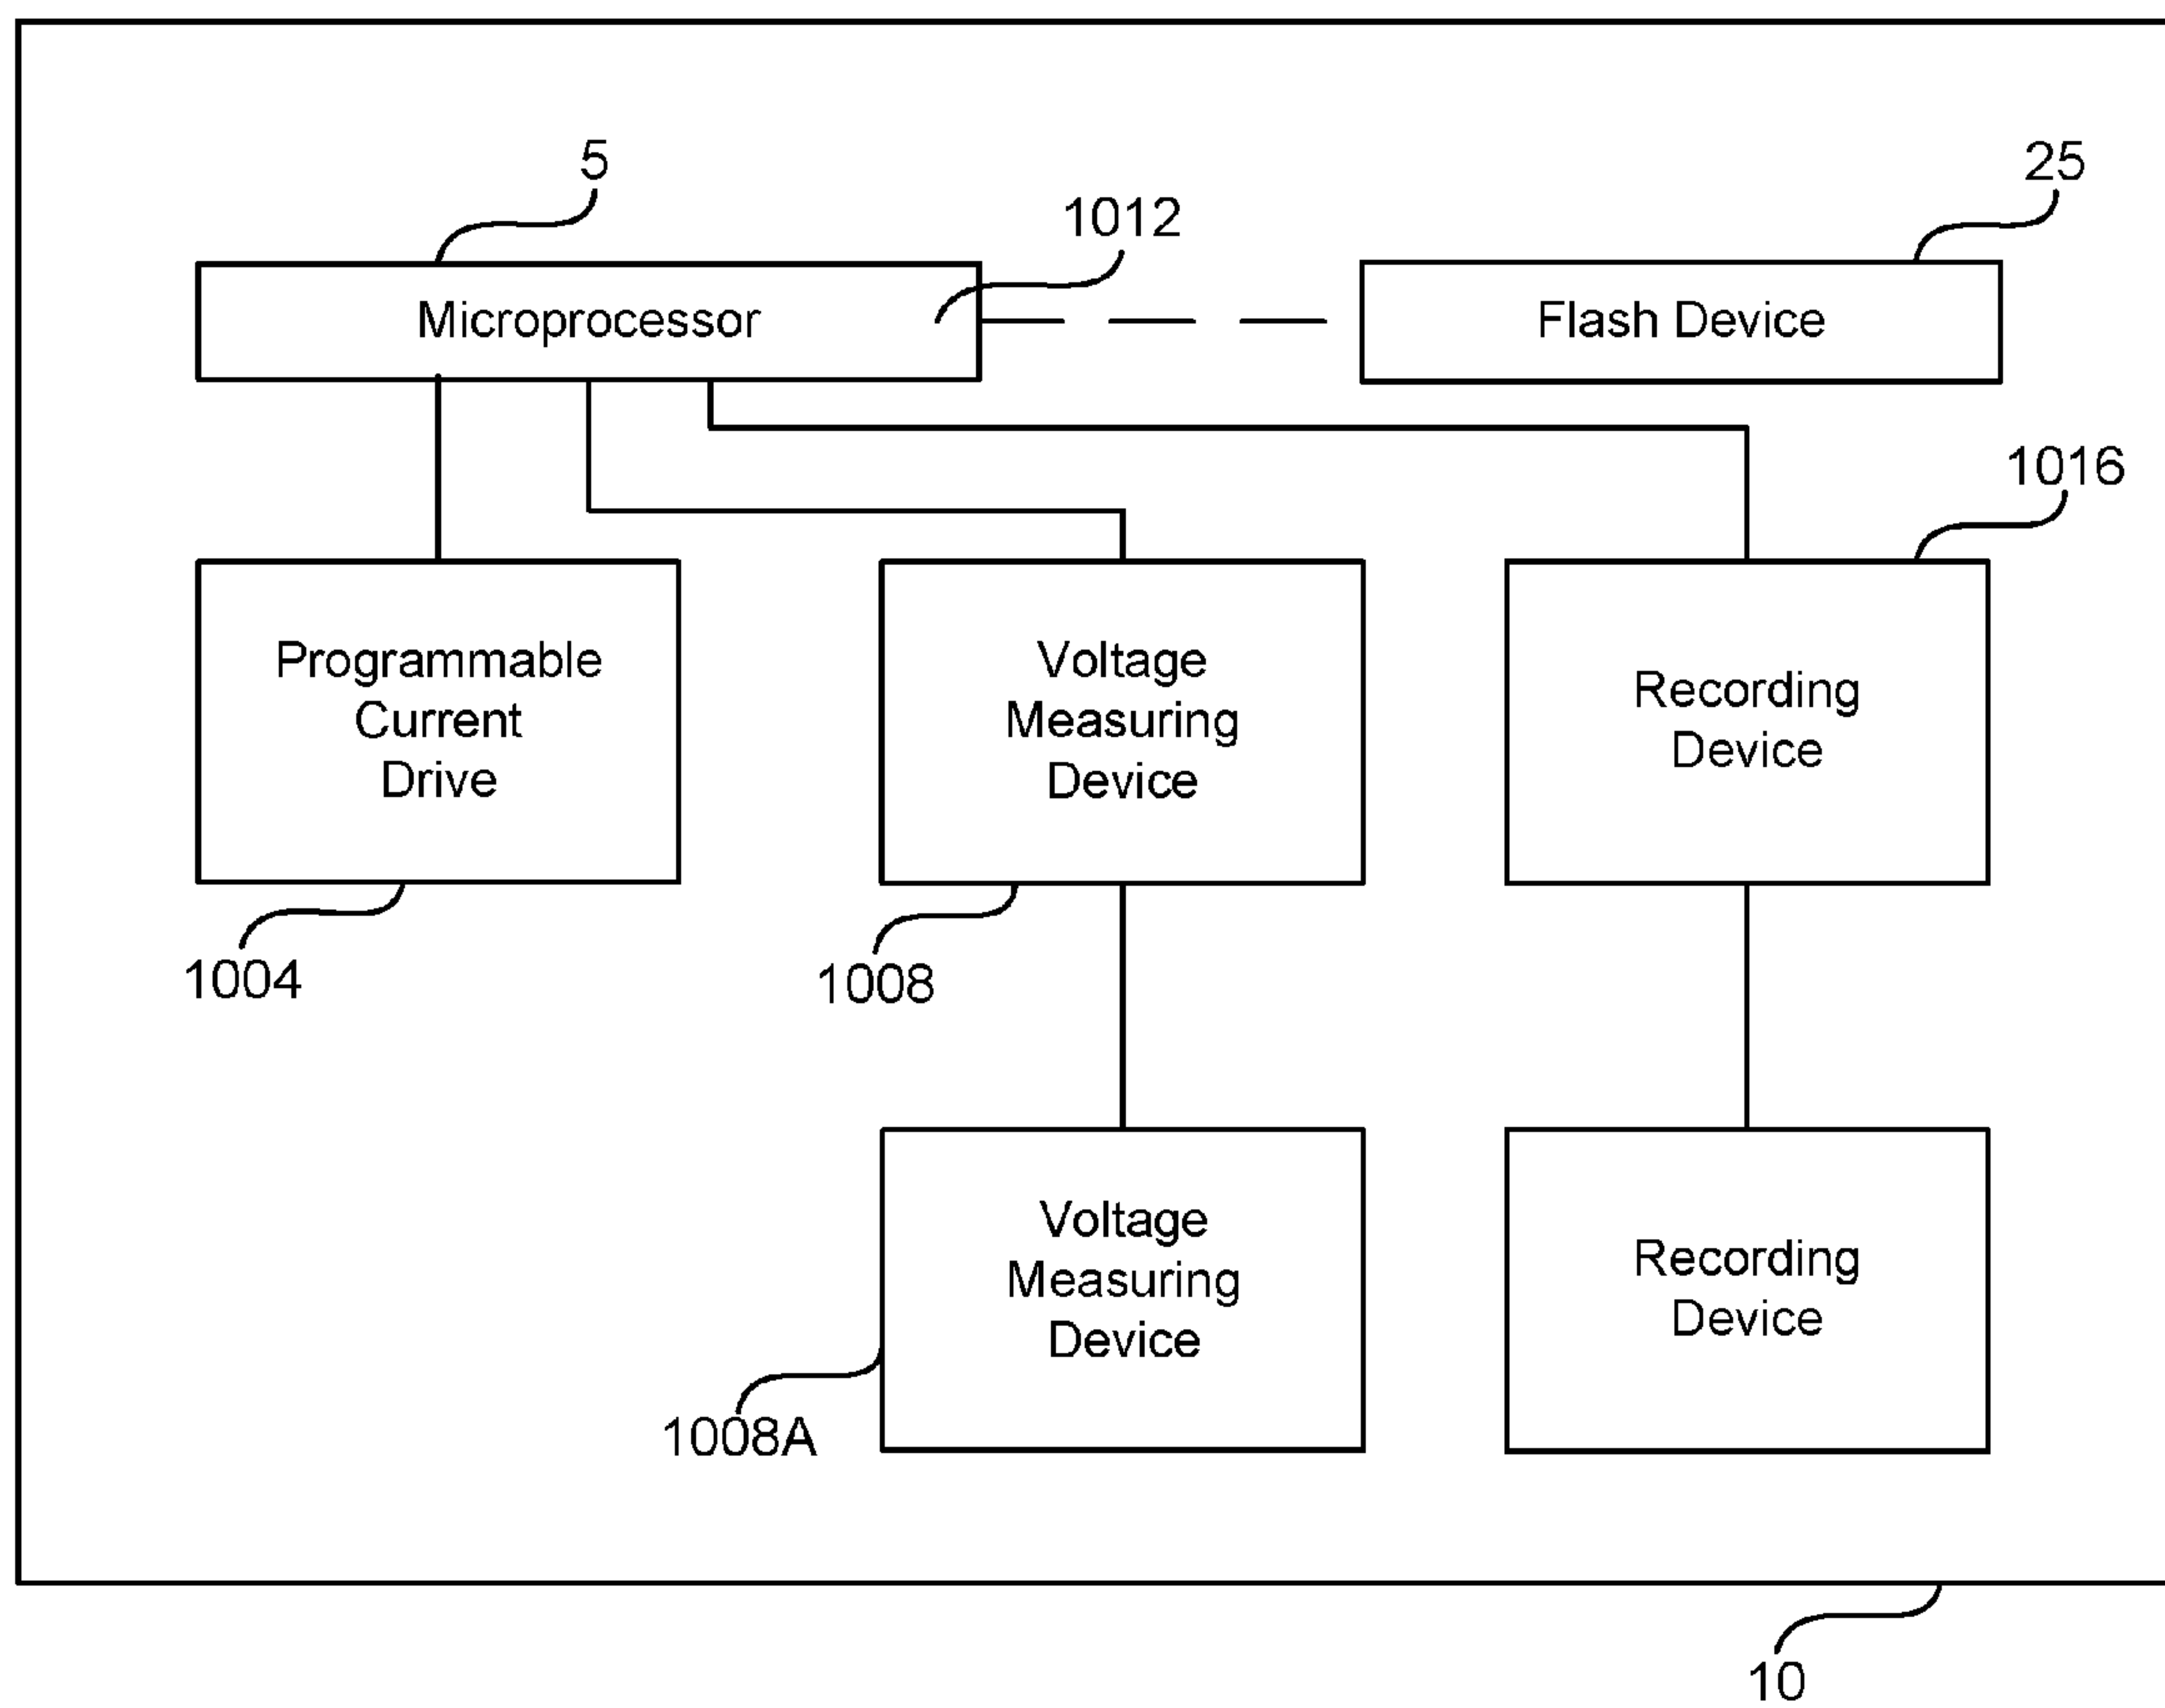 5
25
1012
Microprocessor
Flash Device
1016
Programmable
Current
Drive
Voltage
Measuring
Device
Recording
Device
1004
1008
Voltage
Measuring
Device
Recording
Device
1008A
10